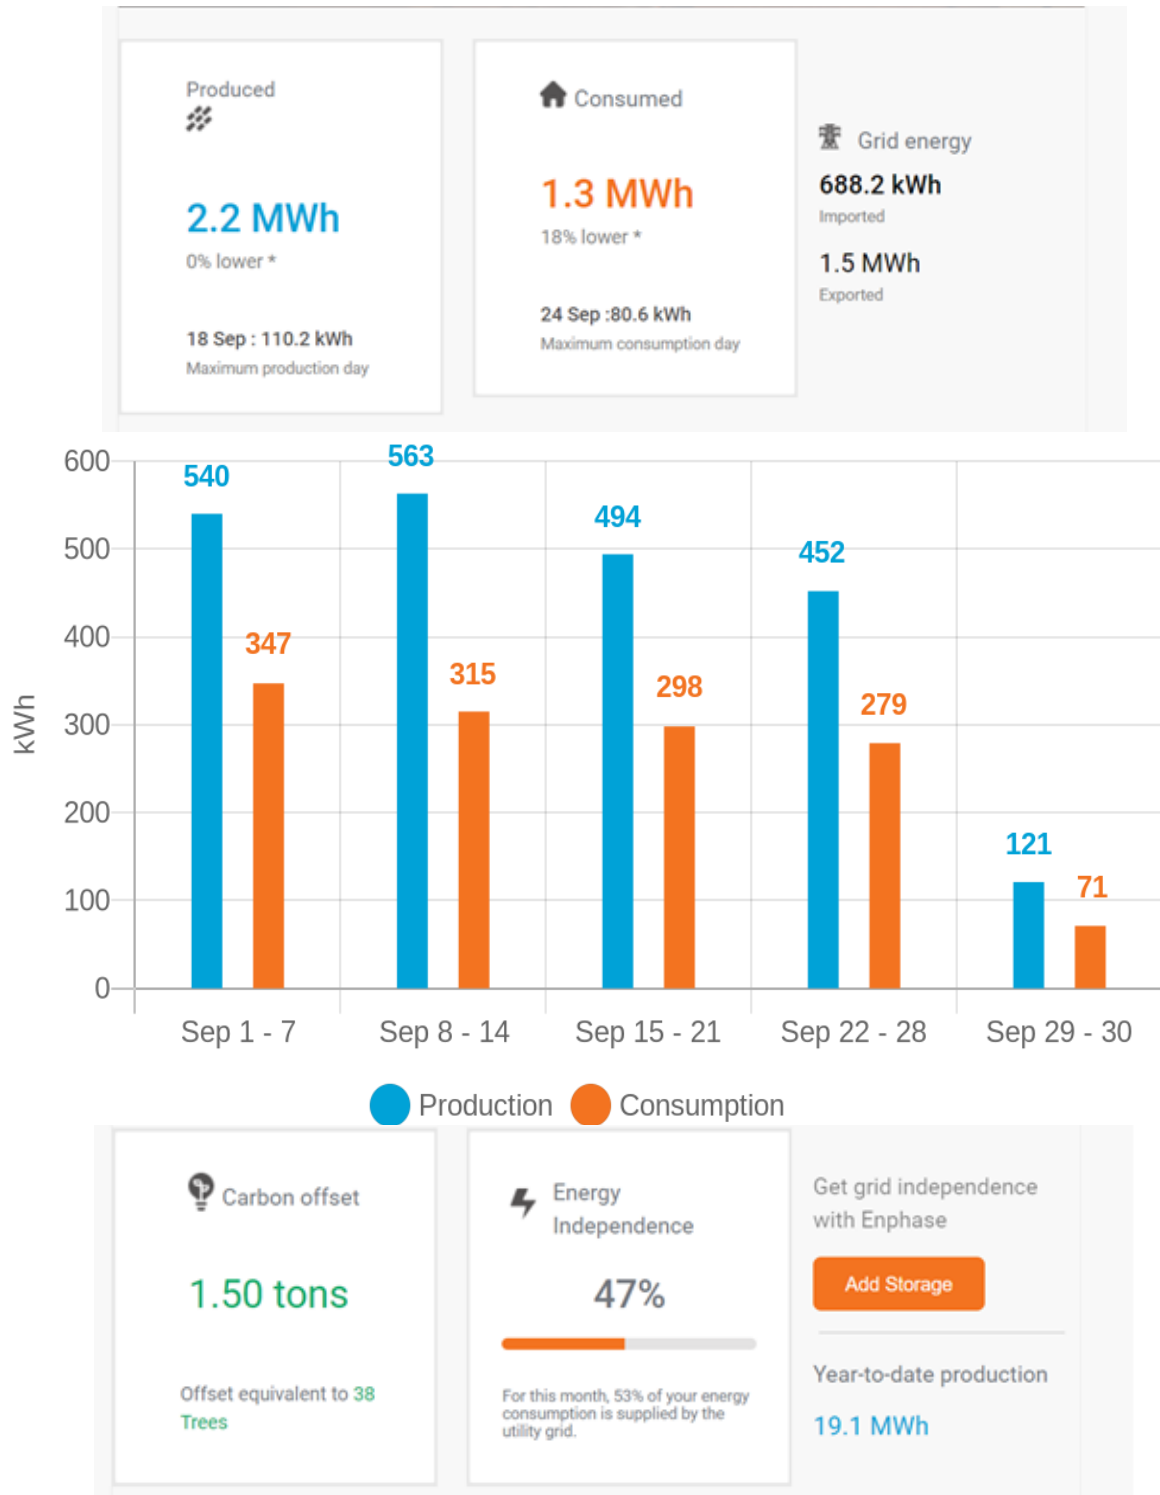 Produced
2.2 MWh
0% lower *
18 Sep : 110.2 kWh
Maximum production day
Consumed
1.3 MWh
18% lower *
24 Sep :80.6 kWh
Maximum consumption day
Grid energy
688.2 kWh
Imported
1.5 MWh
Exported
kWh
600
500
400
300
200
100
0
540
347
563
315
494
298
452
279
121
71
Sep 1 - 7
Sep 8 - 14
Sep 15 - 21
Sep 22 - 28
Sep 29 - 30
Production
Consumption
Carbon offset
1.50 tons
Offset equivalent to 38
Trees
Energy
Independence
47%
For this month, 53% of your energy
consumption is supplied by the
utility grid.
Get grid independence
with Enphase
Add Storage
Year-to-date production
19.1 MWh